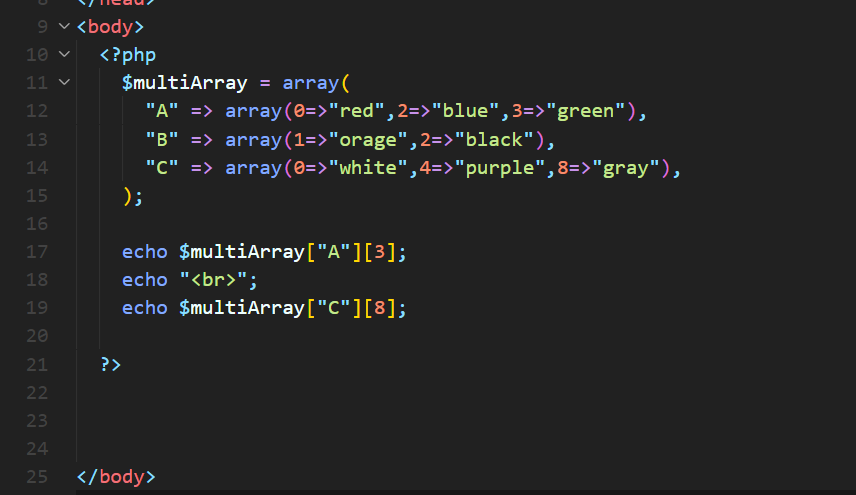 8 </head>
9 <body>
10 <?php
11 $multiArray = array(
12 "A" => array(0=>"red",2=>"blue",3=>"green"),
13 "B" => array(1=>"orage",2=>"black"),
14 "C" => array(0=>"white",4=>"purple",8=>"gray"),
15 );
16
17 echo $multiArray["A"][3];
18 echo "<br>";
19 echo $multiArray["C"][8];
20
21 ?>
22
23
24
25 </body>